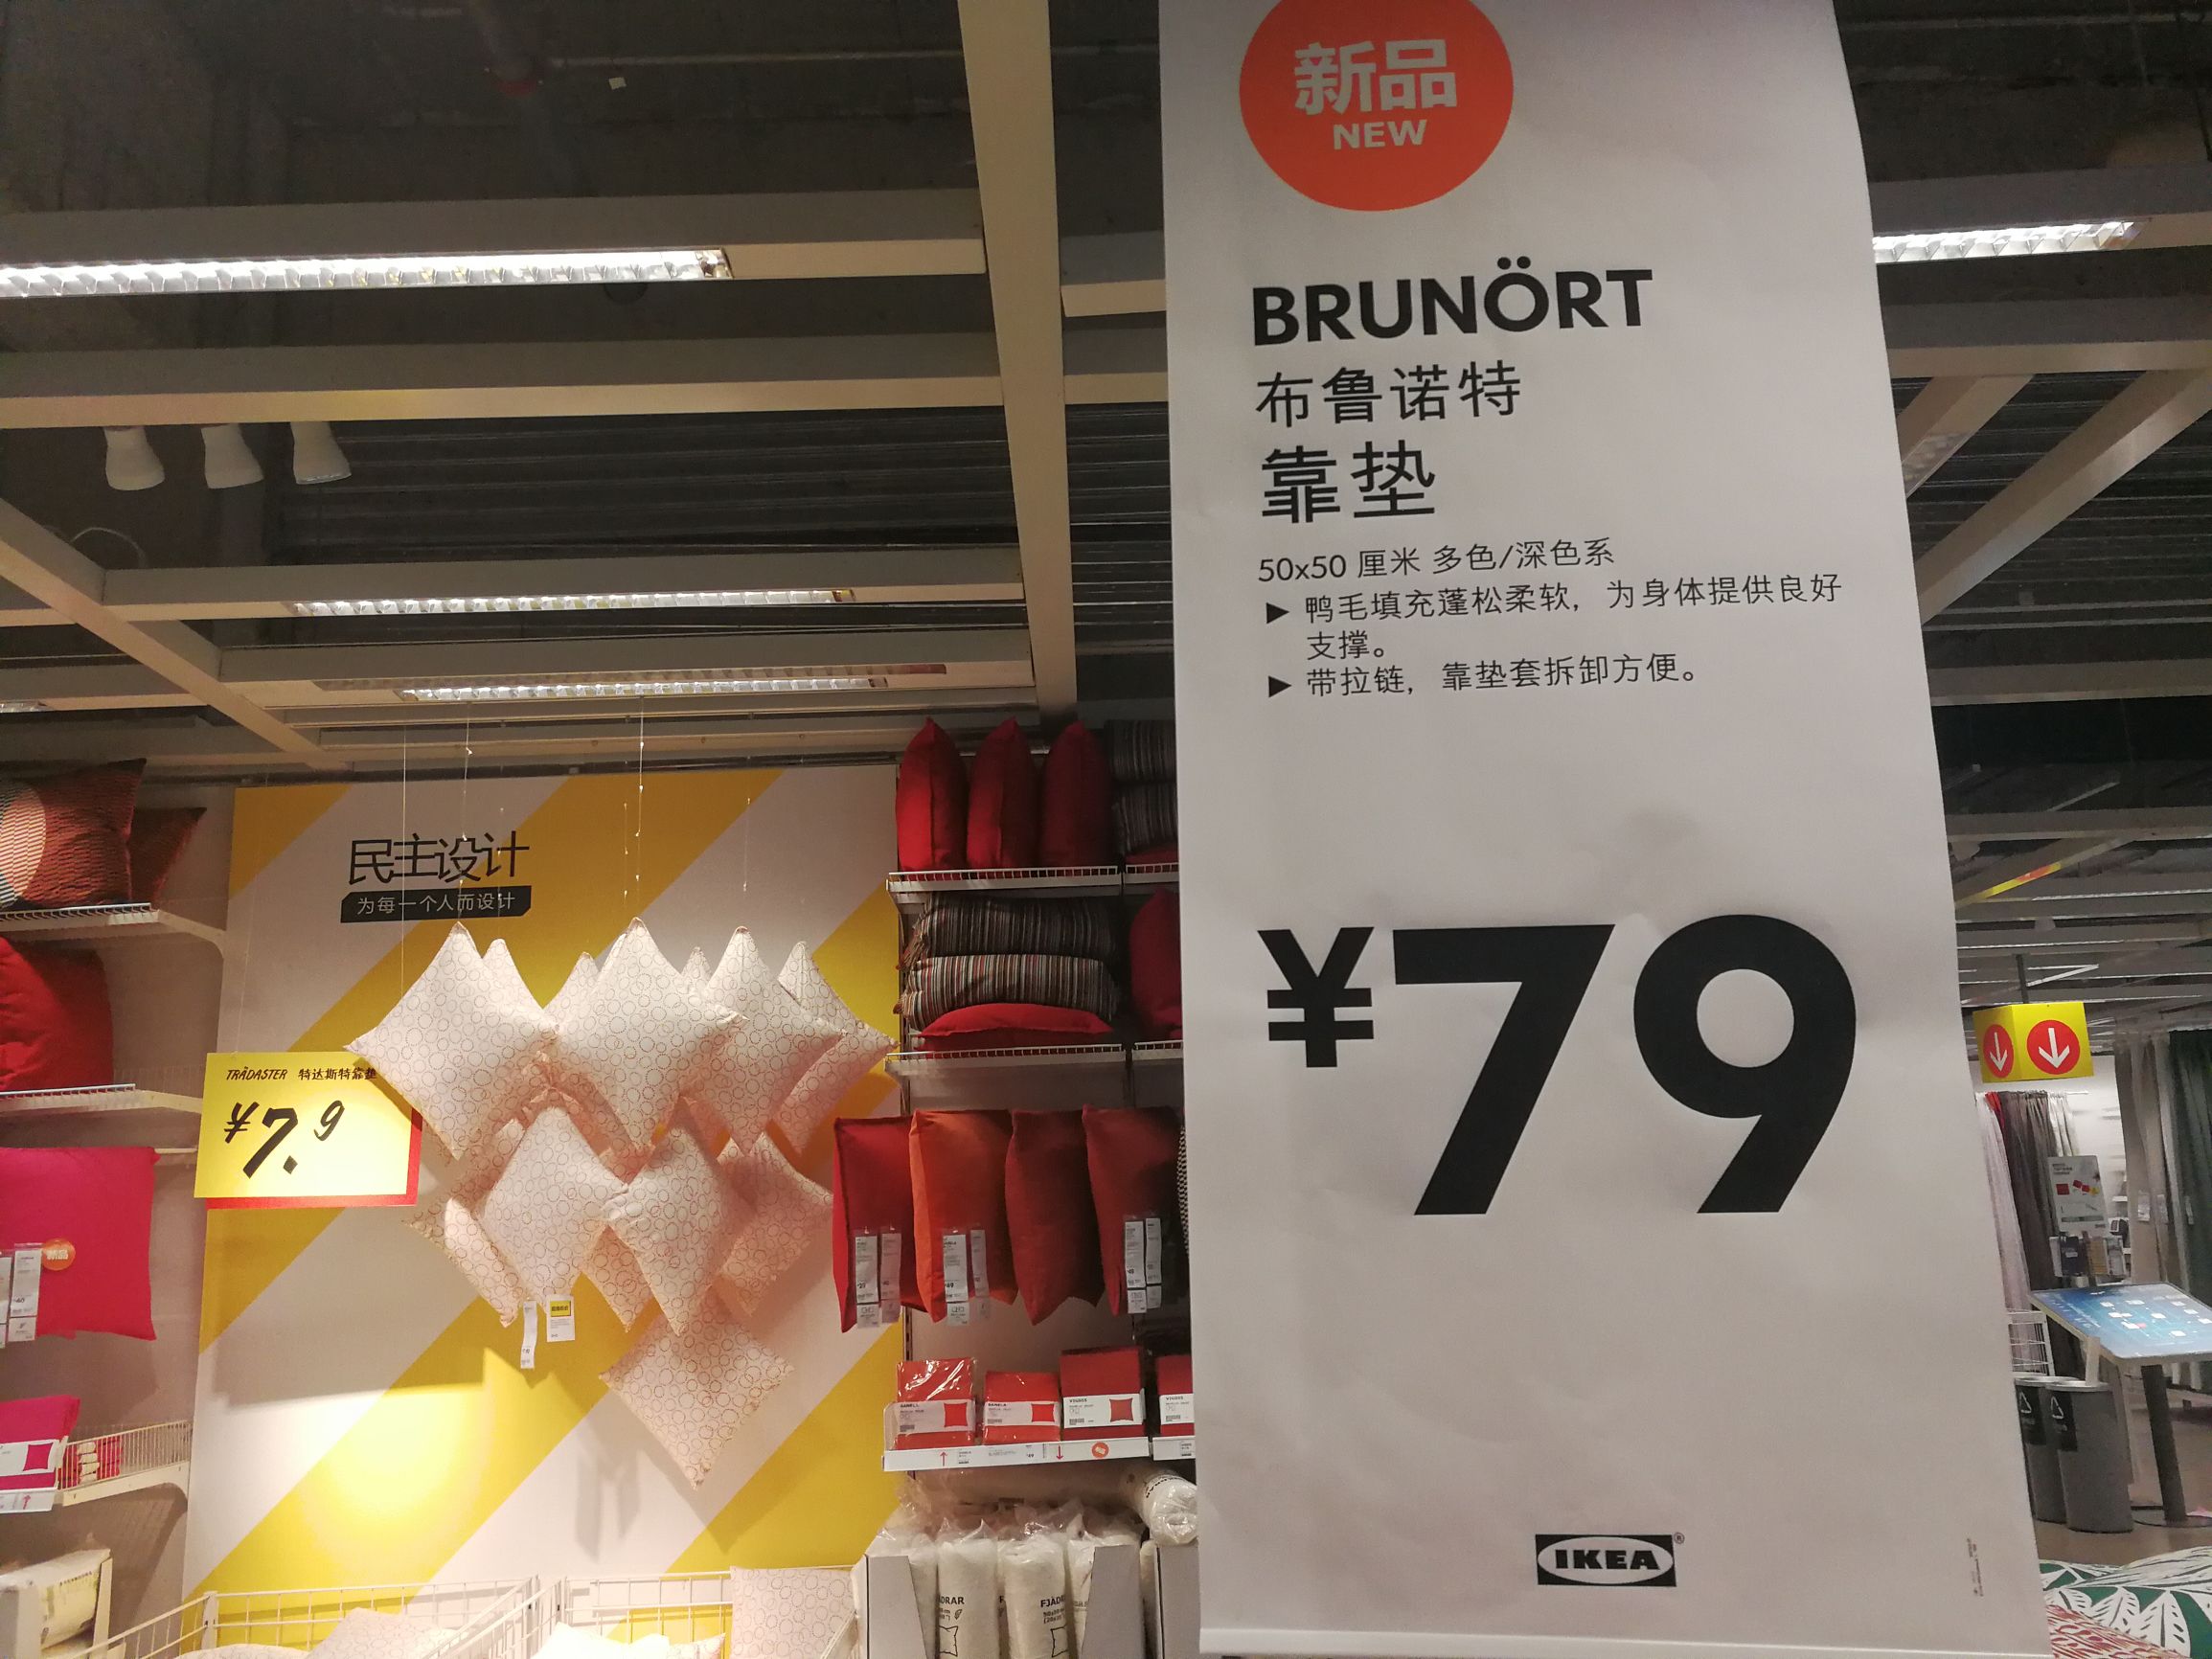 新品
NEW
BRUNÖRT
布鲁诺特
靠垫
50x50 厘米 多色/深色系
▶ 鸭毛填充蓬松柔软，为身体提供良好
支撑。
▶ 带拉链，靠垫套拆卸方便。
¥79
IKEA
民主设计
为每一个人而设计
TRÅDASTER 特达斯特靠垫
¥7.9
新品
FJÄDRAR